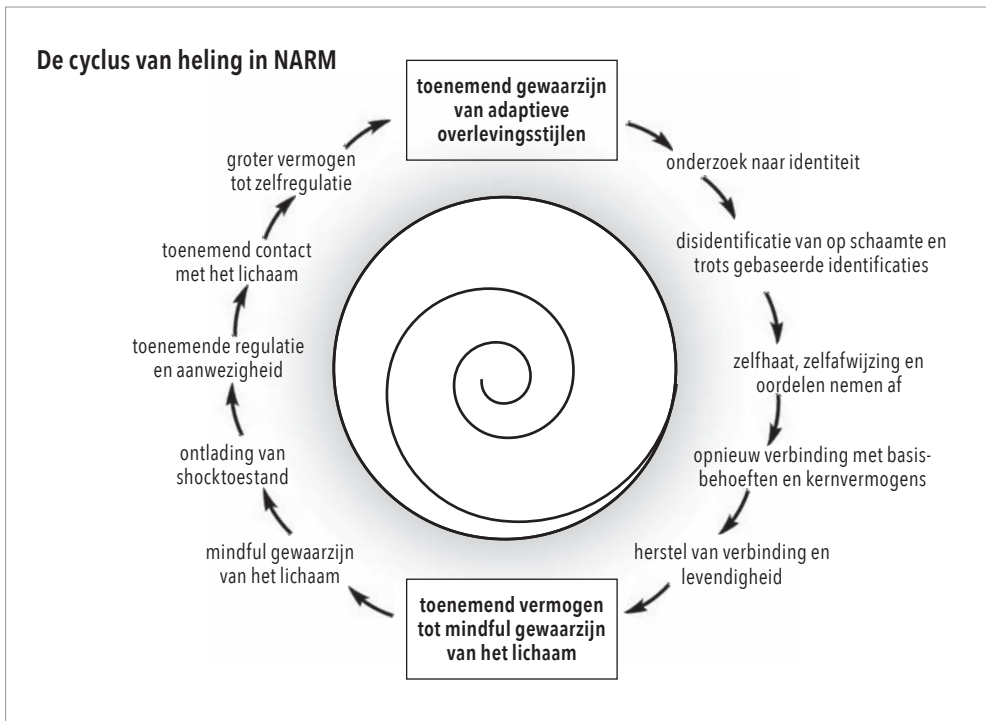 De cyclus van heling in NARM
toenemend gewaarzijn
van adaptieve
overlevingsstijlen
onderzoek naar identiteit
disidentificatie van op schaamte en
trots gebaseerde identificaties
zelfhaat, zelfafwijzing en
oordelen nemen af
opnieuw verbinding met basis-
behoeften en kernvermogens
herstel van verbinding en
levendigheid
toenemend vermogen
tot mindful gewaarzijn
van het lichaam
mindful gewaarzijn
van het lichaam
ontlading van
shocktoestand
toenemende regulatie
en aanwezigheid
toenemend contact
met het lichaam
groter vermogen
tot zelfregulatie